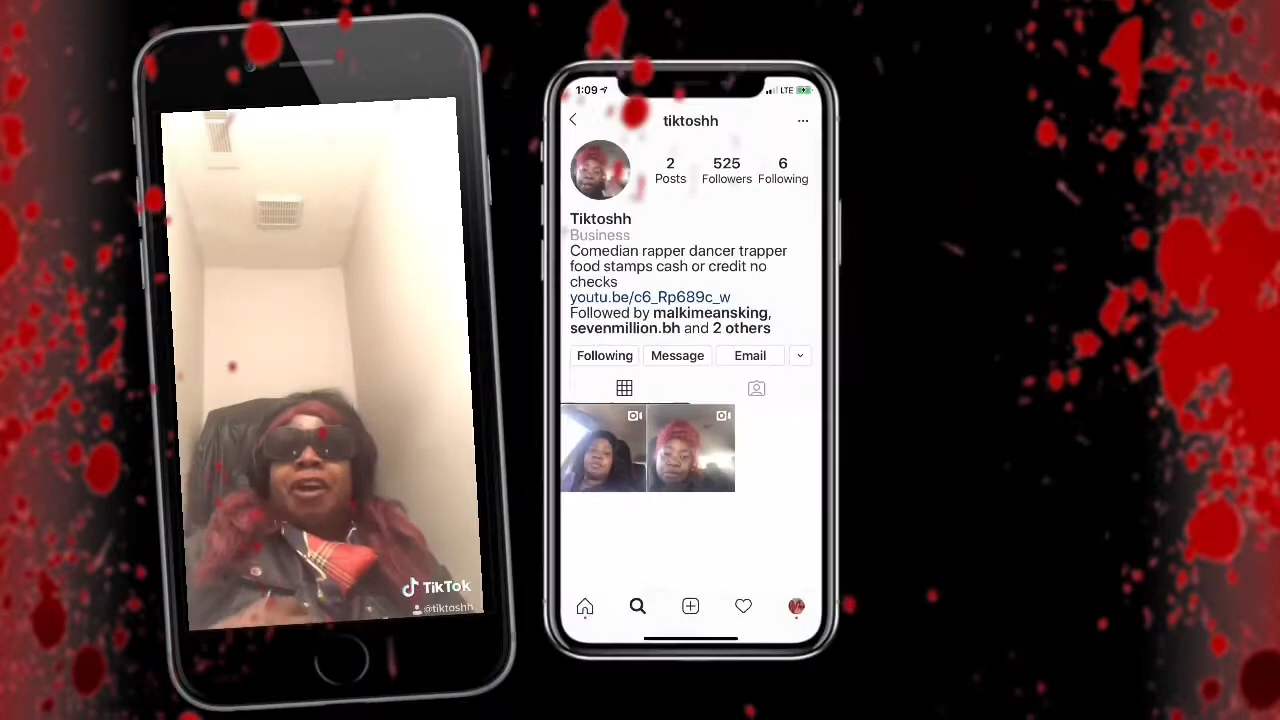 TikTok
@tiktoshh
1:09
LTE
tiktoshh
2
525
6
Posts
Followers
Following
Tiktoshh
Business
Comedian rapper dancer trapper
food stamps cash or credit no
checks
youtu.be/c6_Rp689c_w
Followed by malkimeansking,
sevenmillion.bh and 2 others
Following
Message
Email